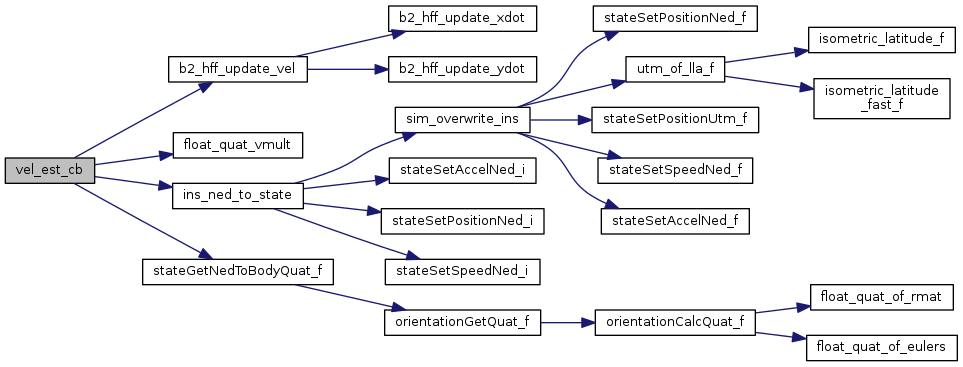 b2_hff_update_xdot
stateSetPositionNed_f
isometric_latitude_f
b2_hff_update_vel
b2_hff_update_ydot
utm_of_lla_f
isometric_latitude
_fast_f
sim_overwrite_ins
stateSetPositionUtm_f
float_quat_vmult
vel_est_cb
stateSetAccelNed_i
stateSetSpeedNed_f
ins_ned_to_state
stateSetPositionNed_i
stateSetAccelNed_f
stateGetNedToBodyQuat_f
stateSetSpeedNed_i
float_quat_of_rmat
orientationGetQuat_f
orientationCalcQuat_f
float_quat_of_eulers